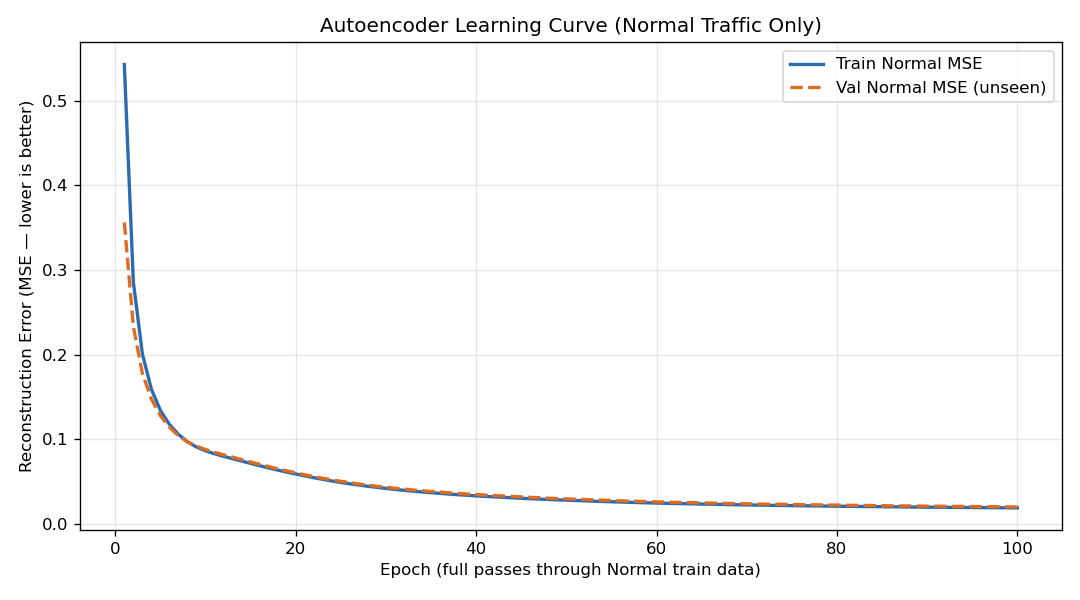 Autoencoder Learning Curve (Normal Traffic Only)
Train Normal MSE
Val Normal MSE (unseen)
Reconstruction Error (MSE — lower is better)
0.5
0.4
0.3
0.2
0.1
0.0
0 20 40 60 80 100
Epoch (full passes through Normal train data)